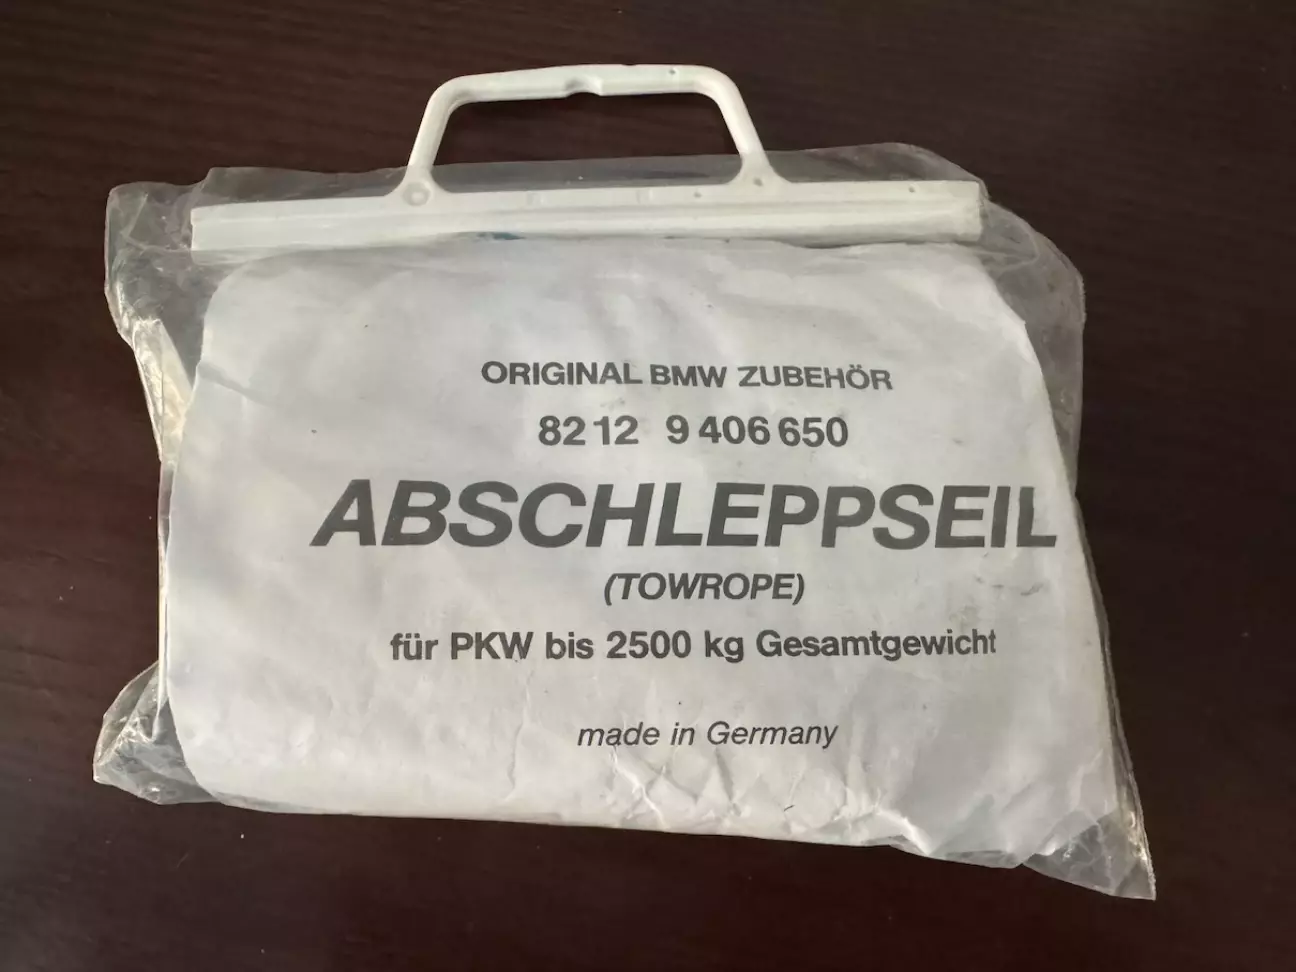 ORIGINAL BMW ZUBEHÖR
82 12 9 406 650
ABSCHLEPPSEIL
(TOWROPE)
für PKW bis 2500 kg Gesamtgewicht
made in Germany